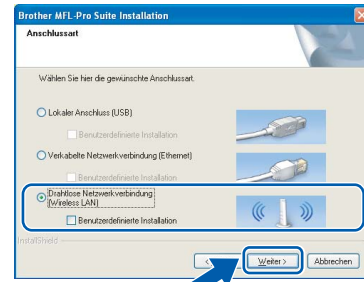 Brother MFL-Pro Suite Installation
Anschlussart
Wählen Sie hier die gewünschte Anschlussart.
Lokaler Anschluss (USB)
Benutzerdefinierte Installation
Verkabelte Netzwerkverbindung (Ethernet)
Benutzerdefinierte Installation
Drahtlose Netzwerkverbindung
(Wireless LAN)
Benutzerdefinierte Installation
InstallShield
< Weiter > Abbrechen